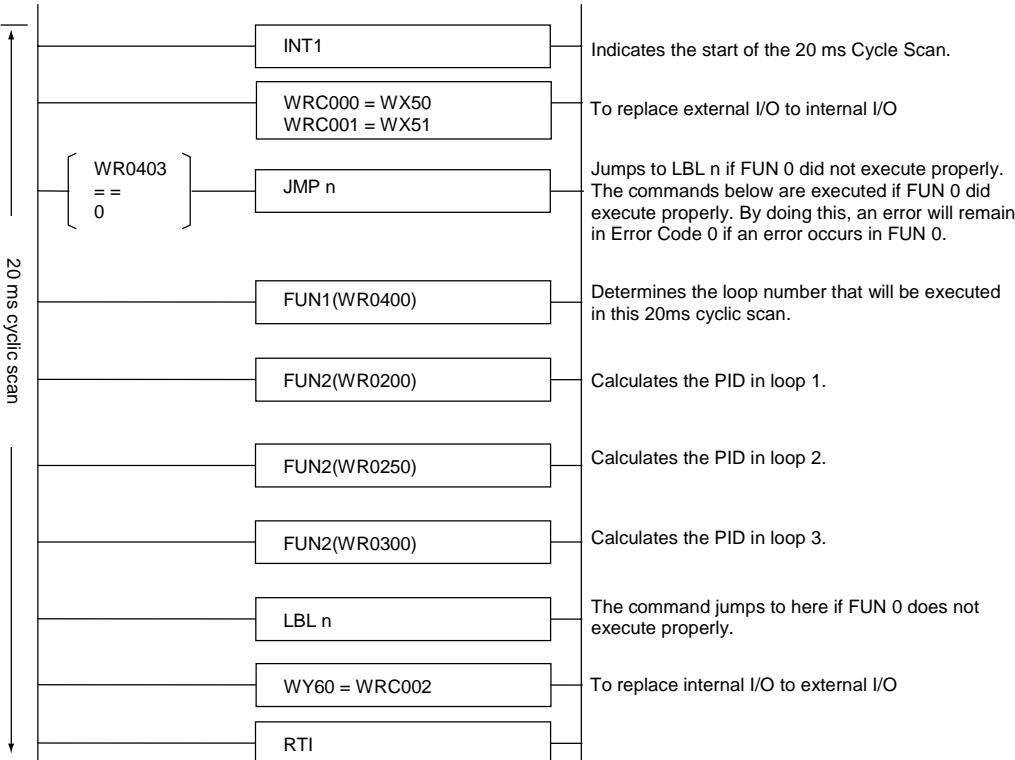 INT1
Indicates the start of the 20 ms Cycle Scan.
WRC000 = WX50
WRC001 = WX51
To replace external I/O to internal I/O
WR0403
= =
0
JMP n
Jumps to LBL n if FUN 0 did not execute properly.
The commands below are executed if FUN 0 did
execute properly. By doing this, an error will remain
in Error Code 0 if an error occurs in FUN 0.
20 ms cyclic scan
FUN1(WR0400)
Determines the loop number that will be executed
in this 20ms cyclic scan.
FUN2(WR0200)
Calculates the PID in loop 1.
FUN2(WR0250)
Calculates the PID in loop 2.
FUN2(WR0300)
Calculates the PID in loop 3.
LBL n
The command jumps to here if FUN 0 does not
execute properly.
WY60 = WRC002
To replace internal I/O to external I/O
RTI